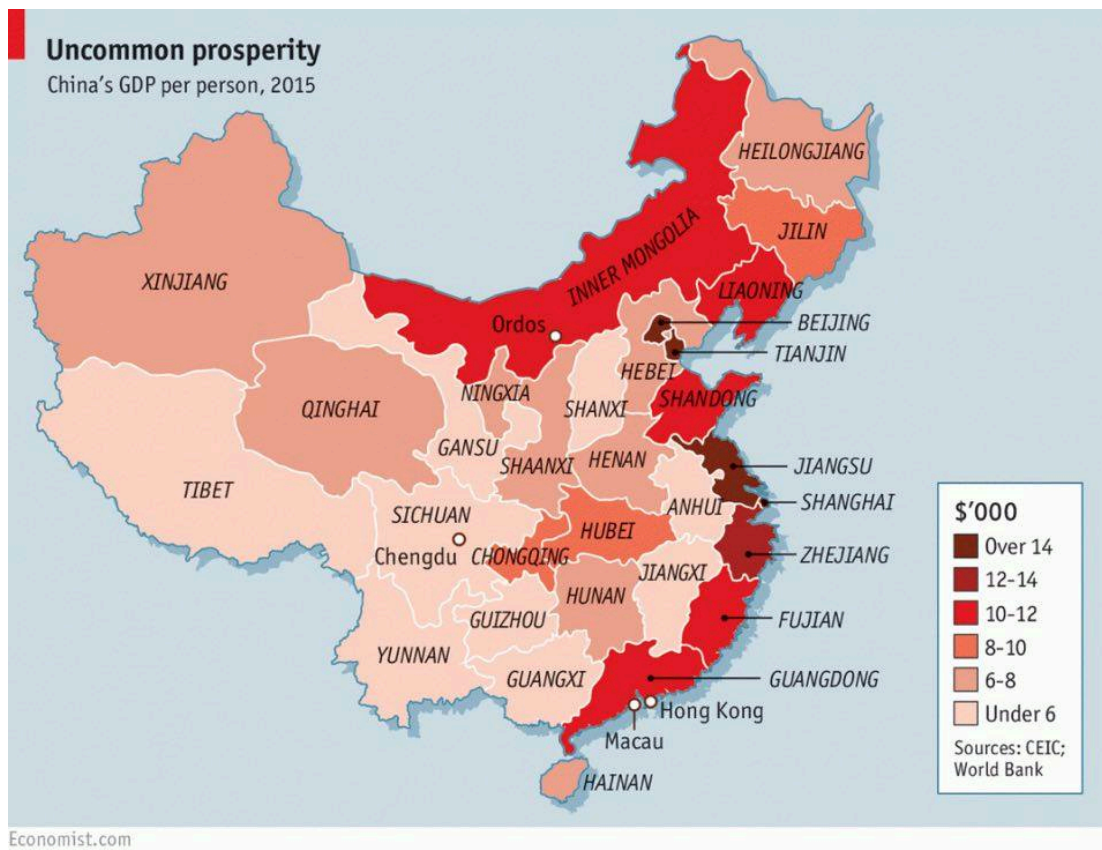 Uncommon prosperity
China's GDP per person, 2015
HEILONGJIANG
JILIN
INNER MONGOLIA
LIAONING
XINJIANG
Ordos
BEIJING
TIANJIN
HEBEI
NINGXIA
SHANXI
SHANDONG
QINGHAI
GANSU
SHAANXI
HENAN
JIANGSU
TIBET
ANHUI
SHANGHAI
SICHUAN
HUBEI
Chengdu
CHONGQING
ZHEJIANG
JIANGXI
HUNAN
GUIZHOU
FUJIAN
YUNNAN
GUANGXI
GUANGDONG
Hong Kong
Macau
HAINAN
$'000
Over 14
12-14
10-12
8-10
6-8
Under 6
Sources: CEIC;
World Bank
Economist.com